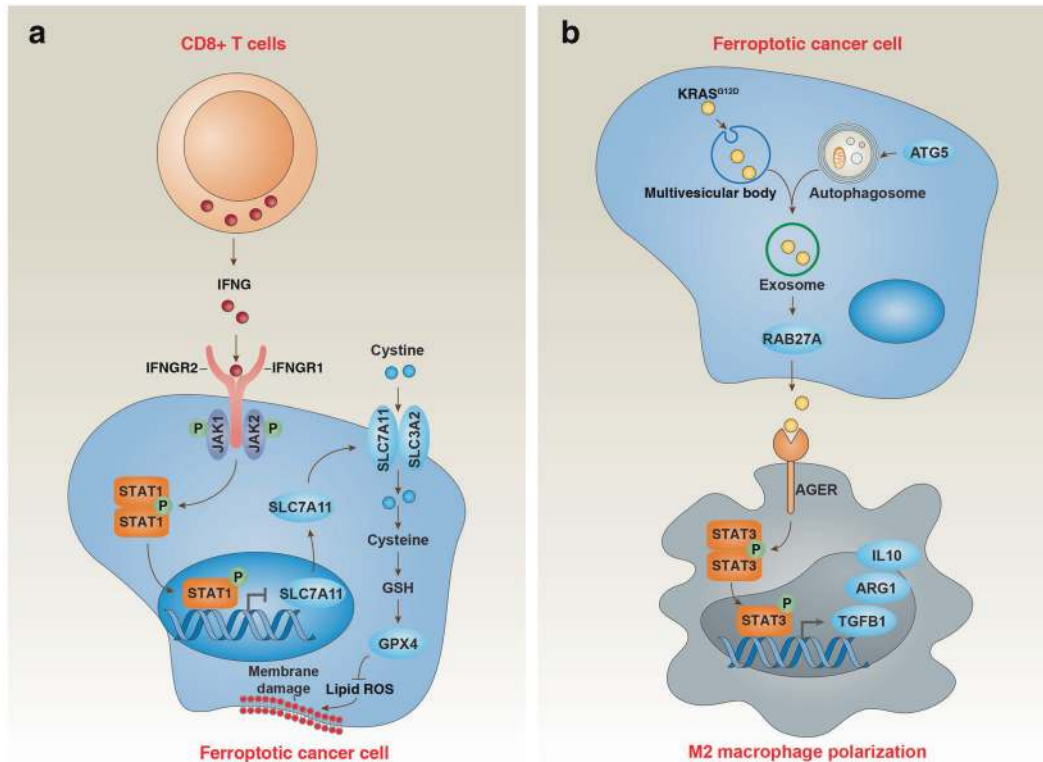 a
CD8+ T cells
IFNG
IFNGR2
IFNGR1
Cystine
P
JAK1
JAK2
P
SLC7A11
SLC3A2
STAT1
P
STAT1
SLC7A11
Cysteine
GSH
P
STAT1
SLC7A11
GPX4
Membrane
damage
Lipid ROS
Ferroptotic cancer cell
b
Ferroptotic cancer cell
KRASG12D
ATG5
Multivesicular body
Autophagosome
Exosome
RAB27A
AGER
STAT3
P
STAT3
IL10
ARG1
P
STAT3
TGFB1
M2 macrophage polarization